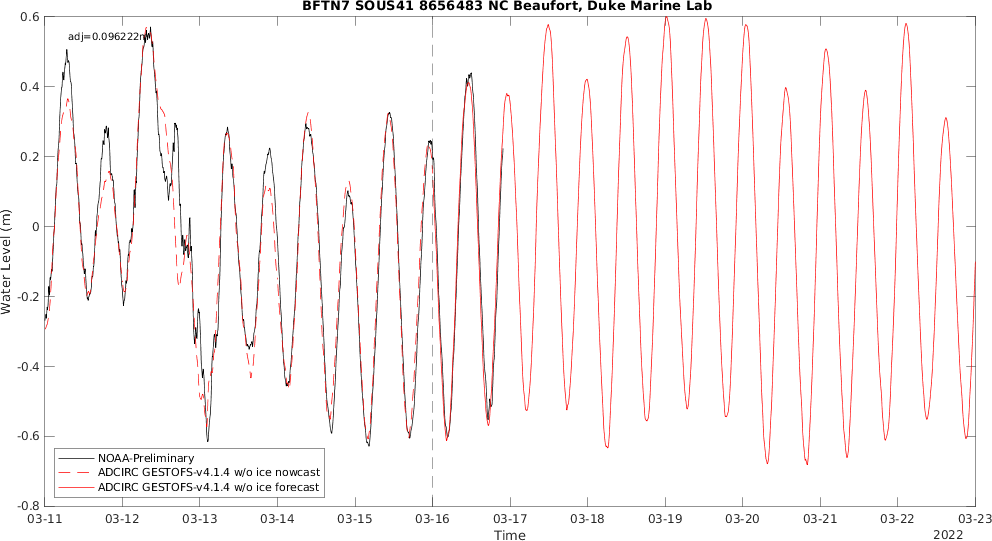 BFTN7 SOUS41 8656483 NC Beaufort, Duke Marine Lab
adj=0.096222m
Water Level (m)
0.6
0.4
0.2
0
-0.2
-0.4
-0.6
-0.8
NOAA-Preliminary
ADCIRC GESTOFS-v4.1.4 w/o ice nowcast
ADCIRC GESTOFS-v4.1.4 w/o ice forecast
03-11 03-12 03-13 03-14 03-15 03-16 03-17 03-18 03-19 03-20 03-21 03-22 03-23
Time
2022